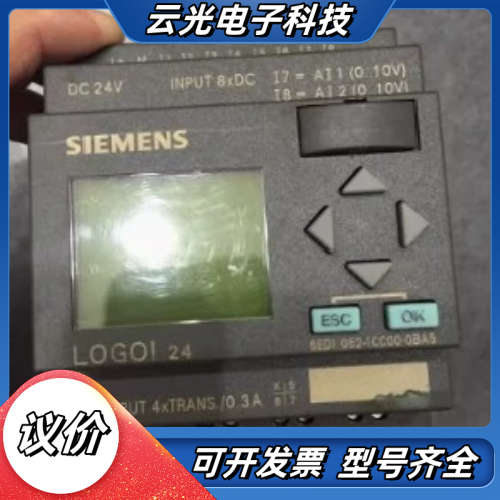 云光电子科技
DC 24V
INPUT 8xDC
I7 = AI1 (0..10V)
I8 = AI2 (0..10V)
SIEMENS
ESC
OK
LOGO! 24
6ED1 052-1CC00-0BA5
PUT 4xTRANS./0.3A
议价
可开发票 型号齐全